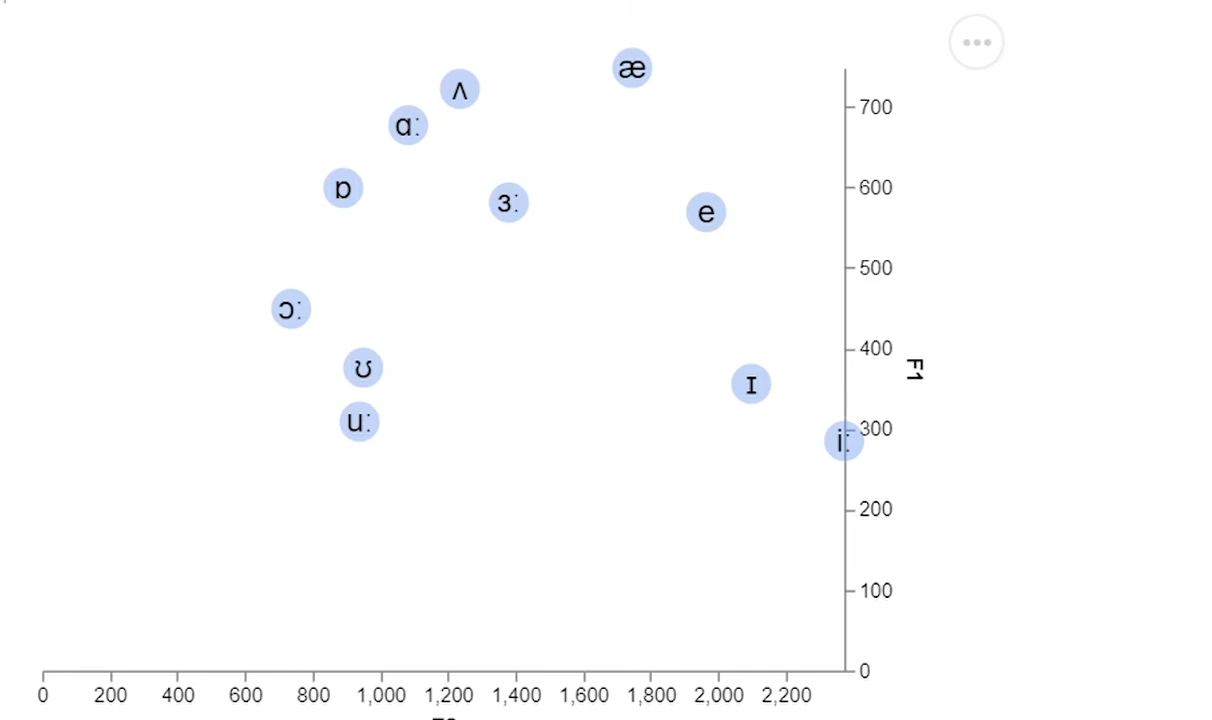 æ
ʌ
ɑː
700
ɒ
600
ɜː
e
500
ɔː
400
F1
ʊ
ɪ
uː
300
iː
200
100
0
0 200 400 600 800 1,000 1,200 1,400 1,600 1,800 2,000 2,200